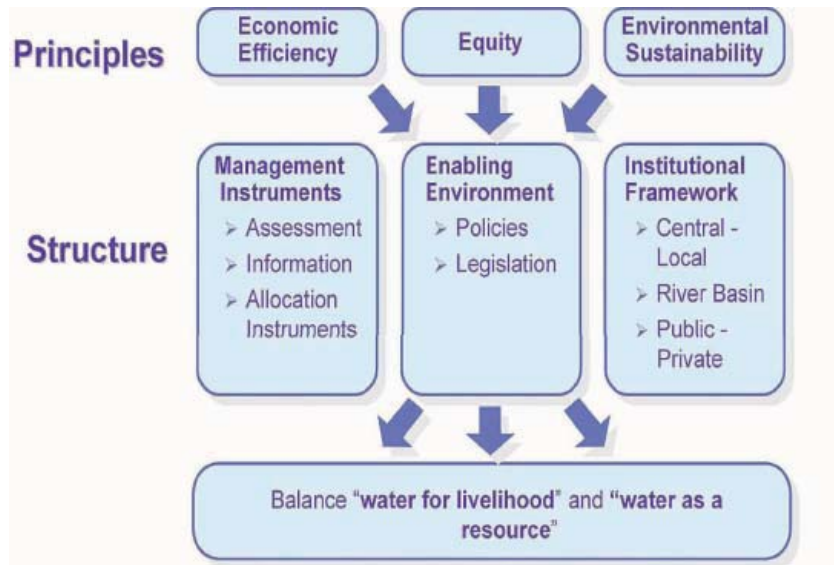 Principles
Economic
Efficiency
Equity
Environmental
Sustainability
Structure
Management
Instruments
➢ Assessment
➢ Information
➢ Allocation
Instruments
Enabling
Environment
➢ Policies
➢ Legislation
Institutional
Framework
➢ Central -
Local
➢ River Basin
➢ Public -
Private
Balance “water for livelihood” and “water as a
resource”